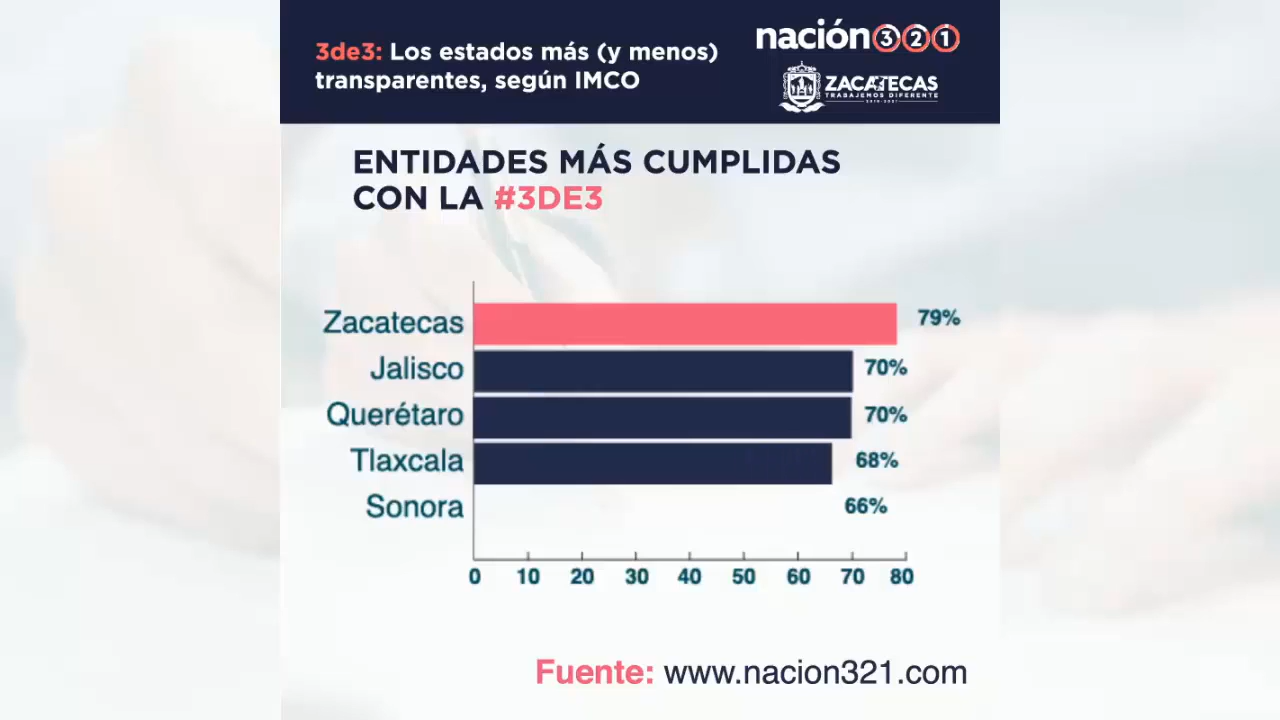 3de3: Los estados más (y menos)
transparentes, según IMCO
nación321
ZACATECAS
TRABAJEMOS DIFERENTE
ENTIDADES MÁS CUMPLIDAS
CON LA #3DE3
Zacatecas 79%
Jalisco 70%
Querétaro 70%
Tlaxcala 68%
Sonora 66%
0 10 20 30 40 50 60 70 80
Fuente: www.nacion321.com